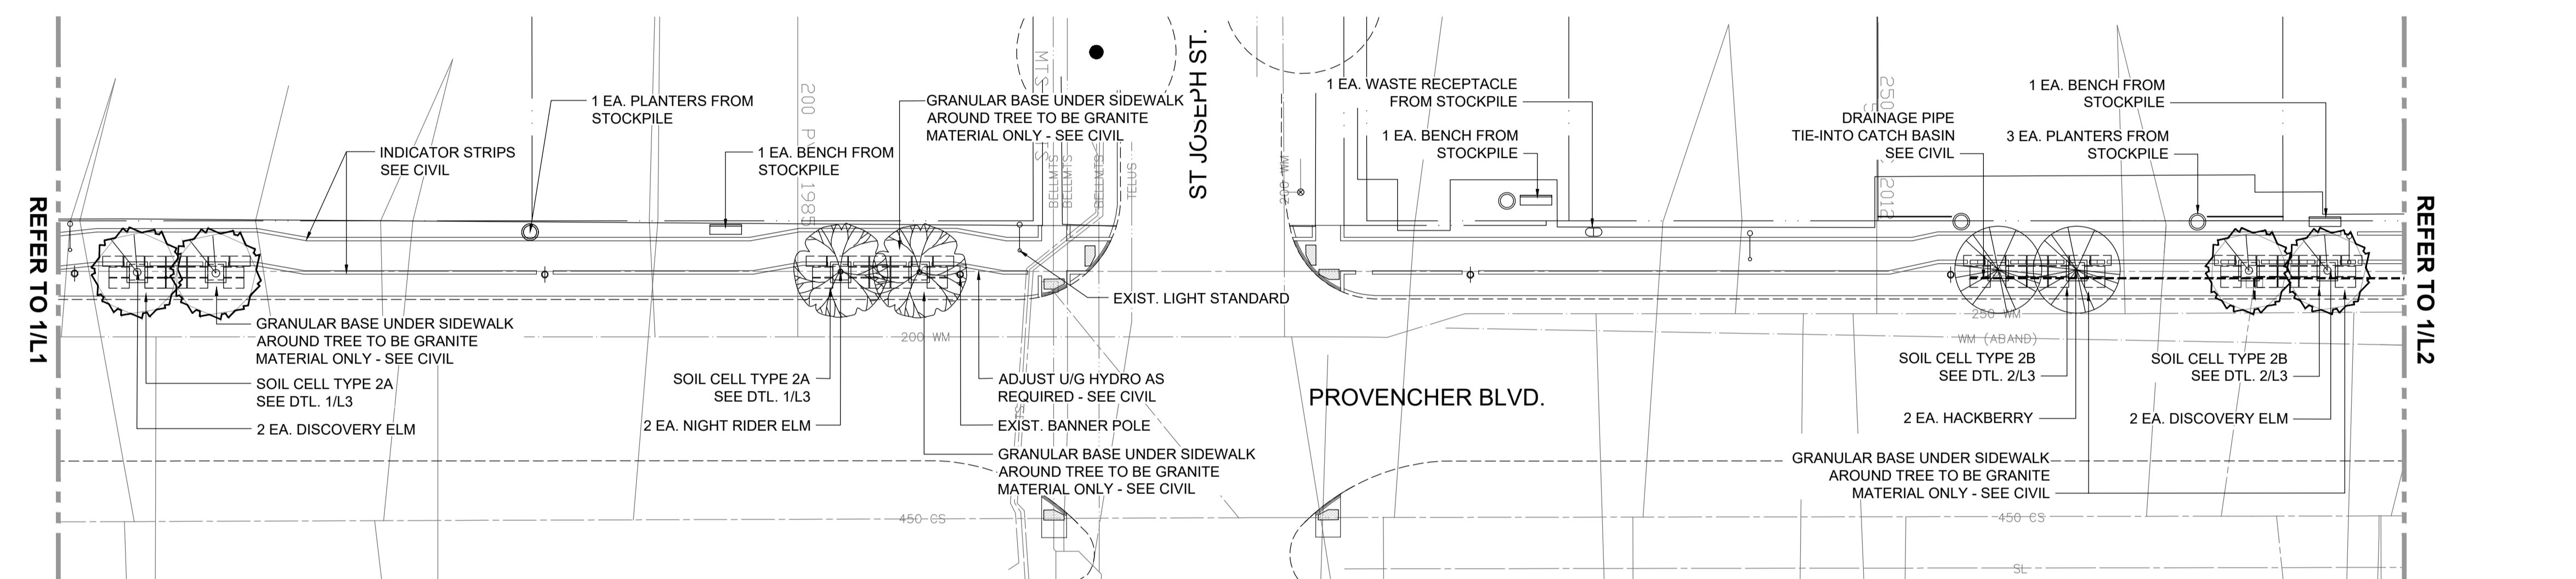 REFER TO 1/L1
INDICATOR STRIPS
SEE CIVIL
1 EA. PLANTERS FROM
STOCKPILE
1 EA. BENCH FROM
STOCKPILE
200
1985
GRANULAR BASE UNDER SIDEWALK
AROUND TREE TO BE GRANITE
MATERIAL ONLY - SEE CIVIL
MTS
BELLMTS
BELLMTS
BELLMTS
TELUS
ST JOSEPH ST.
300 WM
1 EA. WASTE RECEPTACLE
FROM STOCKPILE
1 EA. BENCH FROM
STOCKPILE
DRAINAGE PIPE
TIE-INTO CATCH BASIN
SEE CIVIL
250
2012
1 EA. BENCH FROM
STOCKPILE
3 EA. PLANTERS FROM
STOCKPILE
REFER TO 1/L2
GRANULAR BASE UNDER SIDEWALK
AROUND TREE TO BE GRANITE
MATERIAL ONLY - SEE CIVIL
SOIL CELL TYPE 2A
SEE DTL. 1/L3
2 EA. DISCOVERY ELM
200 WM
SOIL CELL TYPE 2A
SEE DTL. 1/L3
2 EA. NIGHT RIDER ELM
EXIST. LIGHT STANDARD
ADJUST U/G HYDRO AS
REQUIRED - SEE CIVIL
EXIST. BANNER POLE
GRANULAR BASE UNDER SIDEWALK
AROUND TREE TO BE GRANITE
MATERIAL ONLY - SEE CIVIL
PROVENCHER BLVD.
250 WM
WM (ABAND)
SOIL CELL TYPE 2B
SEE DTL. 2/L3
2 EA. HACKBERRY
SOIL CELL TYPE 2B
SEE DTL. 2/L3
2 EA. DISCOVERY ELM
GRANULAR BASE UNDER SIDEWALK
AROUND TREE TO BE GRANITE
MATERIAL ONLY - SEE CIVIL
450 CS
450 CS
SL